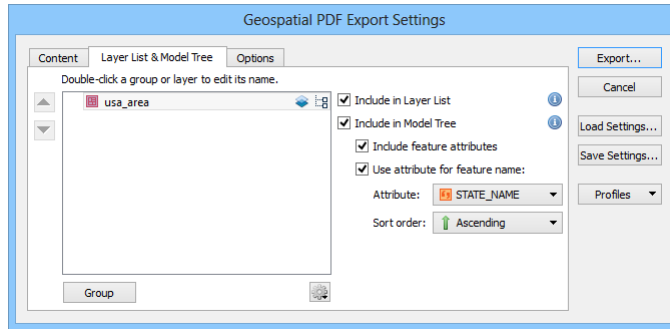 Geospatial PDF Export Settings
Content
Layer List & Model Tree
Options
Double-click a group or layer to edit its name.
usa_area
Include in Layer List
Include in Model Tree
Include feature attributes
Use attribute for feature name:
Attribute: STATE_NAME
Sort order: Ascending
Group
Export...
Cancel
Load Settings...
Save Settings...
Profiles